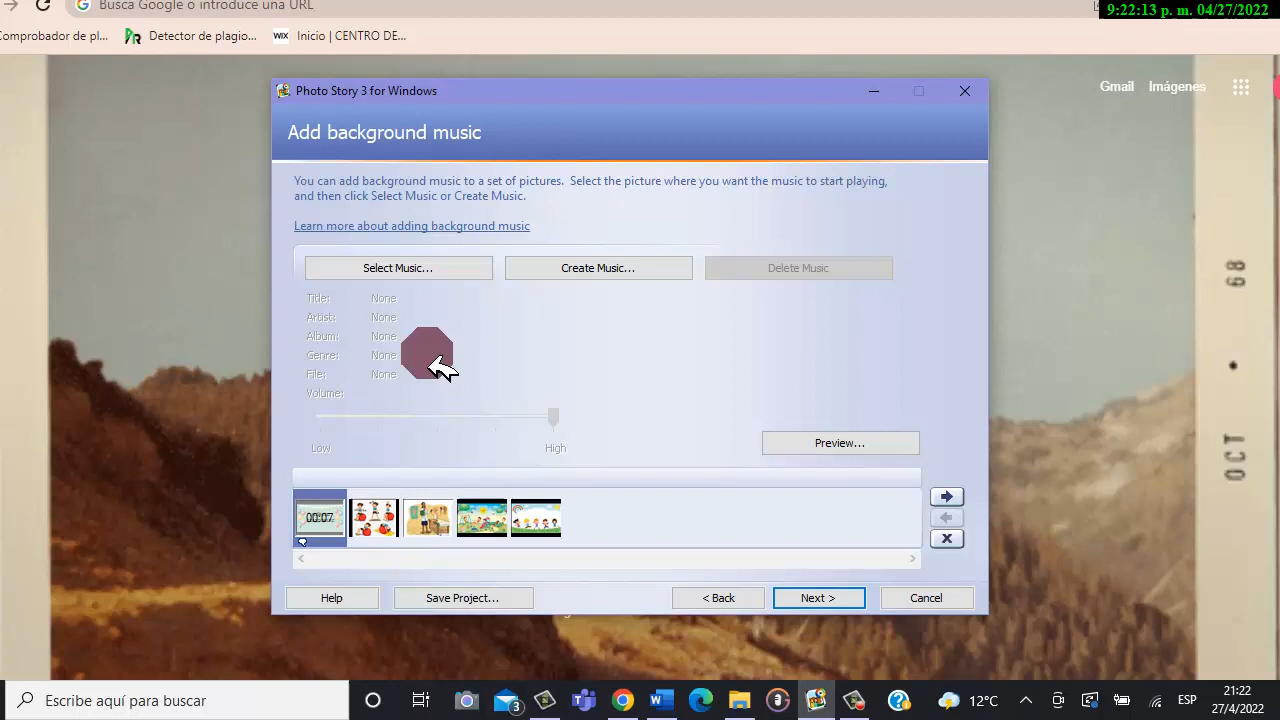 Busca Google o introduce una URL
9:22:13 p. m. 04/27/2022
Comprobador de pl...
Detector de plagio...
WIX
Inicio | CENTRO DE...
Gmail
Imágenes
Photo Story 3 for Windows
Add background music
You can add background music to a set of pictures. Select the picture where you want the music to start playing,
and then click Select Music or Create Music.
Learn more about adding background music
Select Music...
Create Music...
Delete Music
Title: None
Artist: None
Album: None
Genre: None
File: None
Volume:
Low
High
Preview...
00:07
Help
Save Project...
< Back
Next >
Cancel
OCT • 68
Escribe aquí para buscar
3
12°C
ESP
21:22
27/4/2022